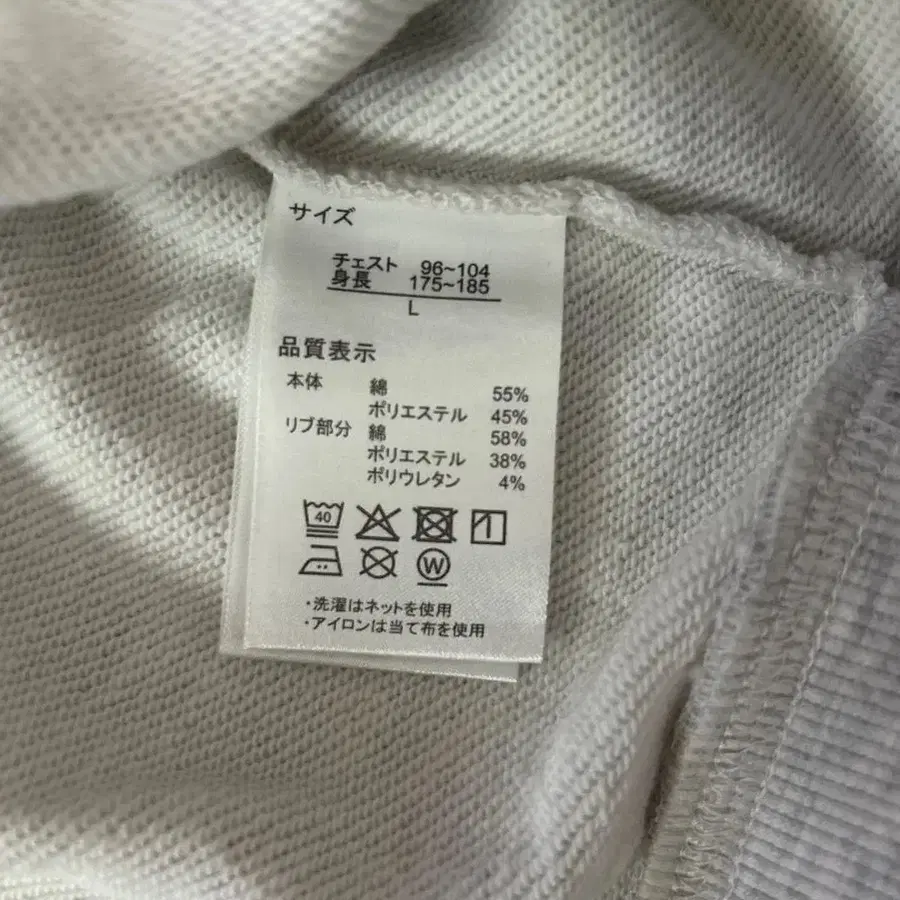 サイズ
チェスト 96~104
身長 175~185
L
品質表示
本体 綿 55%
ポリエステル 45%
リブ部分 綿 58%
ポリエステル 38%
ポリウレタン 4%
40
W
・洗濯はネットを使用
・アイロンは当て布を使用